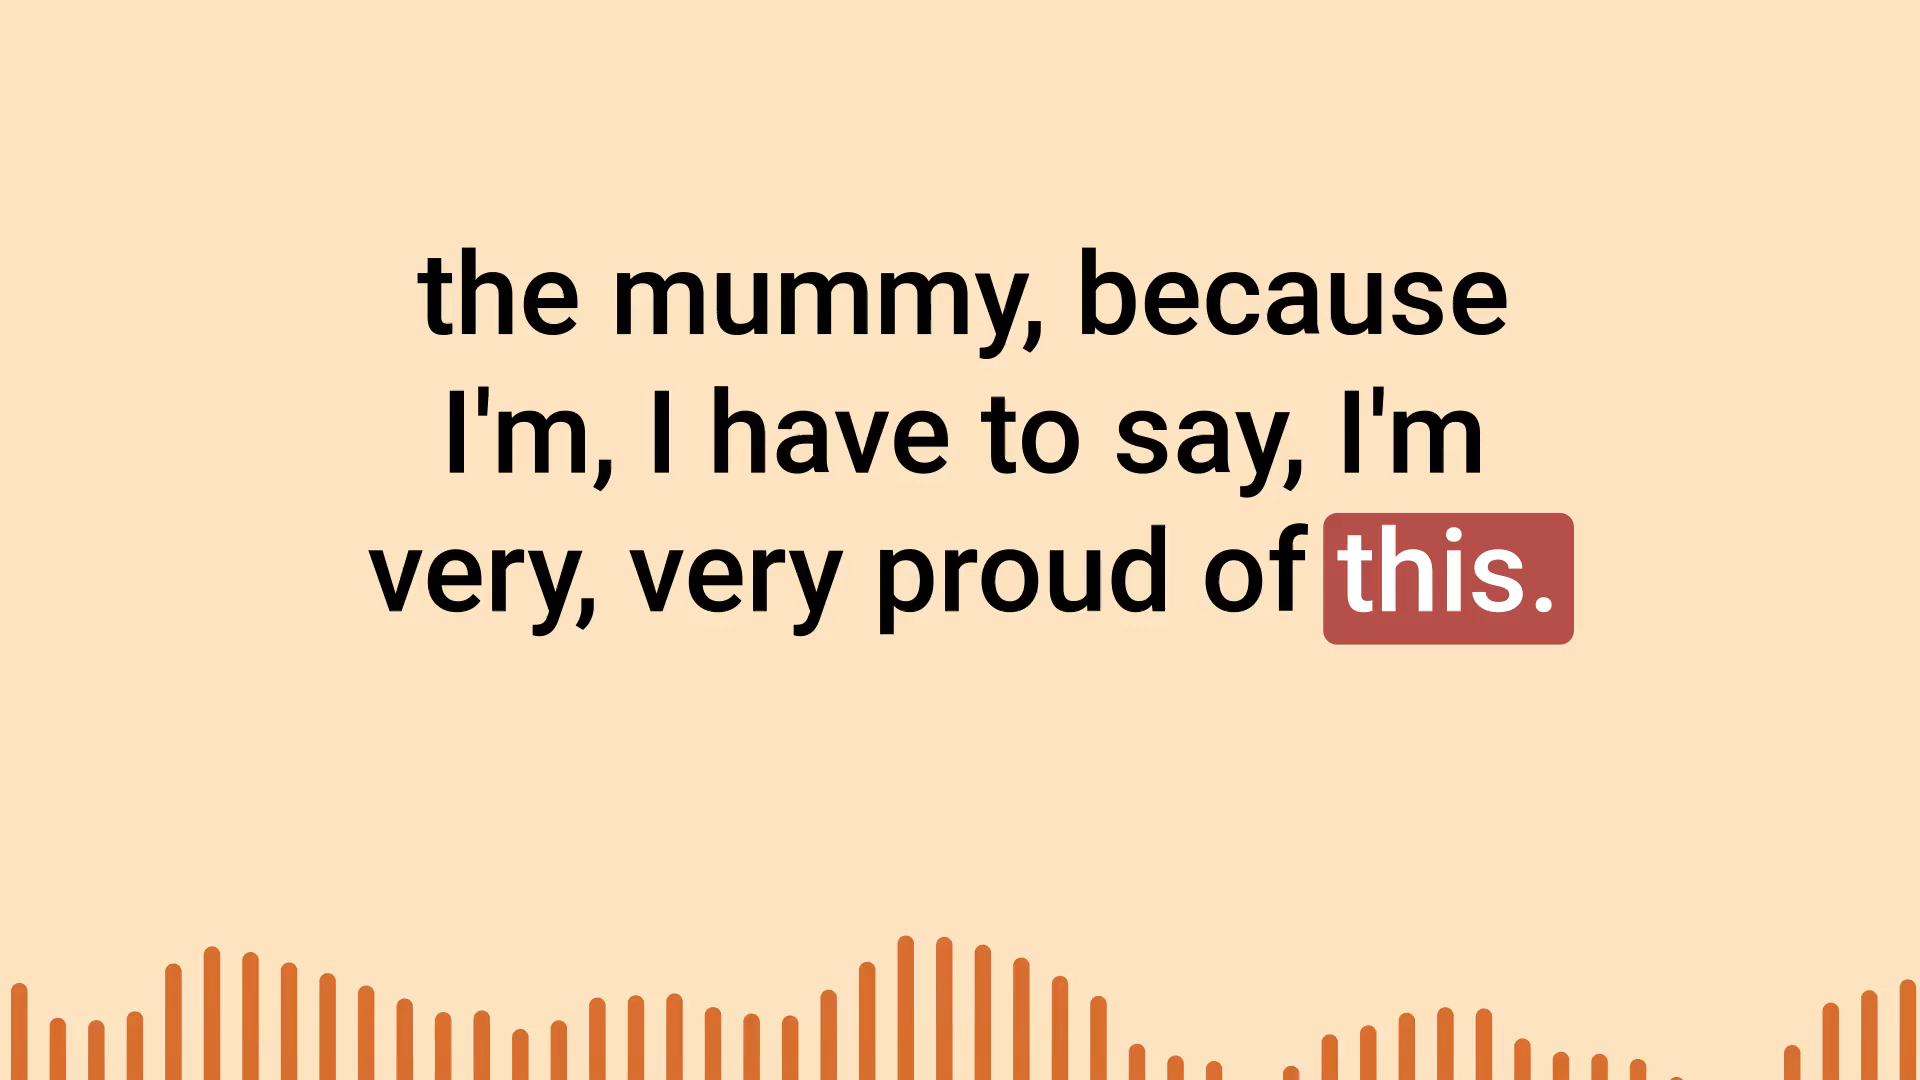 the mummy, because
I'm, I have to say, I'm
very, very proud of this.